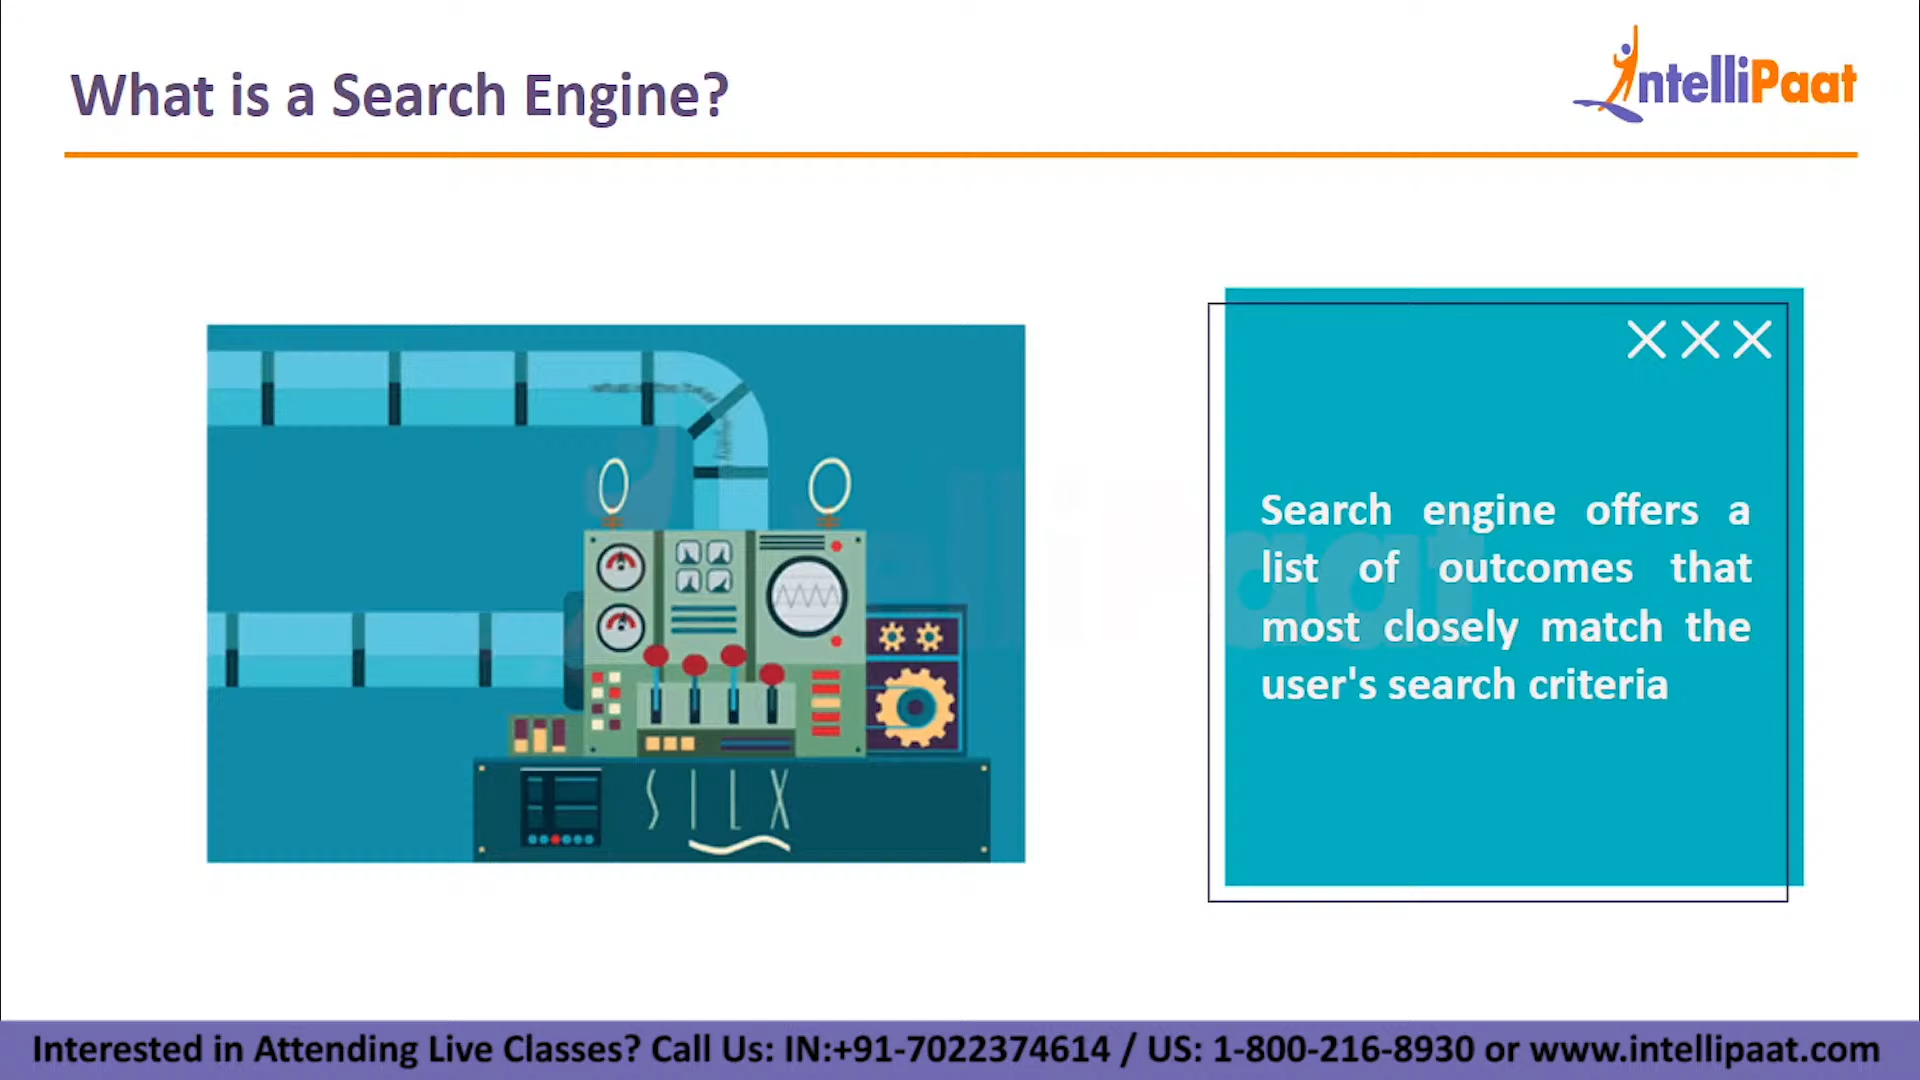 What is a Search Engine?
IntelliPaat
Search engine offers a
list of outcomes that
most closely match the
user's search criteria
SILX
Interested in Attending Live Classes? Call Us: IN:+91-7022374614 / US: 1-800-216-8930 or www.intellipaat.com